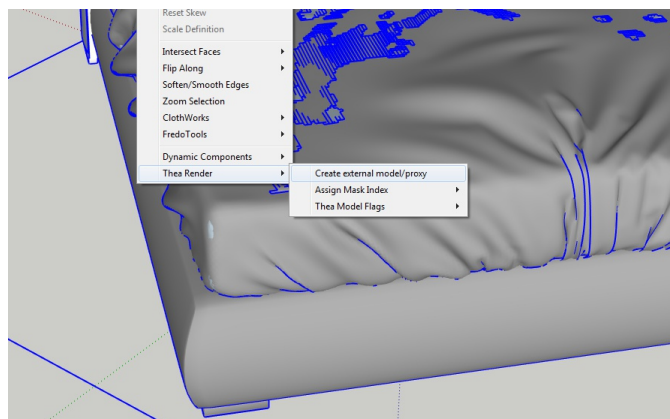 Reset Skew
Scale Definition
Intersect Faces
Flip Along
Soften/Smooth Edges
Zoom Selection
ClothWorks
FredoTools
Dynamic Components
Thea Render
Create external model/proxy
Assign Mask Index
Thea Model Flags